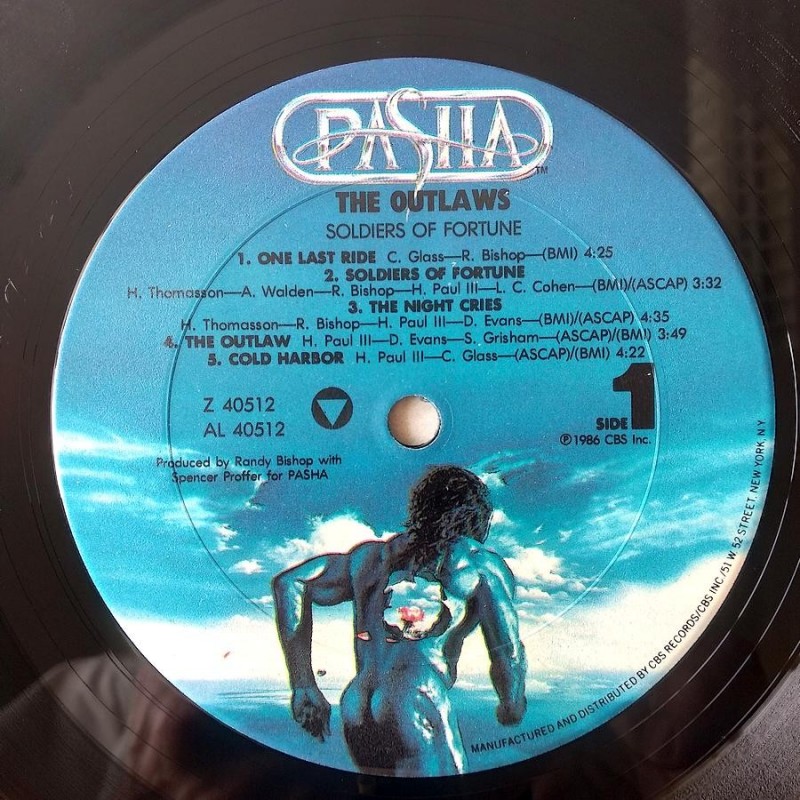 PASHA
TM
THE OUTLAWS
SOLDIERS OF FORTUNE
1. ONE LAST RIDE C. Glass—R. Bishop—(BMI) 4:25
2. SOLDIERS OF FORTUNE
H. Thomasson—A. Walden—R. Bishop—H. Paul III—L. C. Cohen—(BMI)/(ASCAP) 3:32
3. THE NIGHT CRIES
H. Thomasson—R. Bishop—H. Paul III—D. Evans—(BMI)/(ASCAP) 4:35
4. THE OUTLAW H. Paul III—D. Evans—S. Grisham—(ASCAP)/(BMI) 3:49
5. COLD HARBOR H. Paul III—C. Glass—(ASCAP)/(BMI) 4:22
Z 40512
AL 40512
SIDE 1
℗1986 CBS Inc.
Produced by Randy Bishop with
Spencer Proffer for PASHA
MANUFACTURED AND DISTRIBUTED BY CBS RECORDS/CBS INC./51 W. 52 STREET, NEW YORK, N.Y.